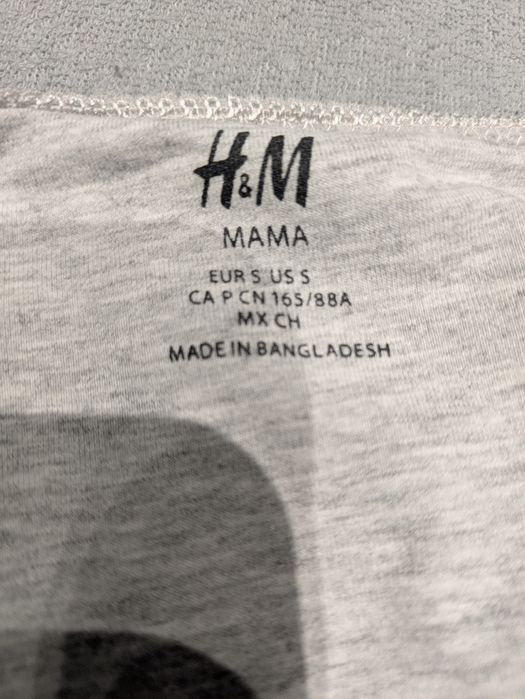 H&M
MAMA
EUR S US S
CA P CN 165/88A
MX CH
MADE IN BANGLADESH